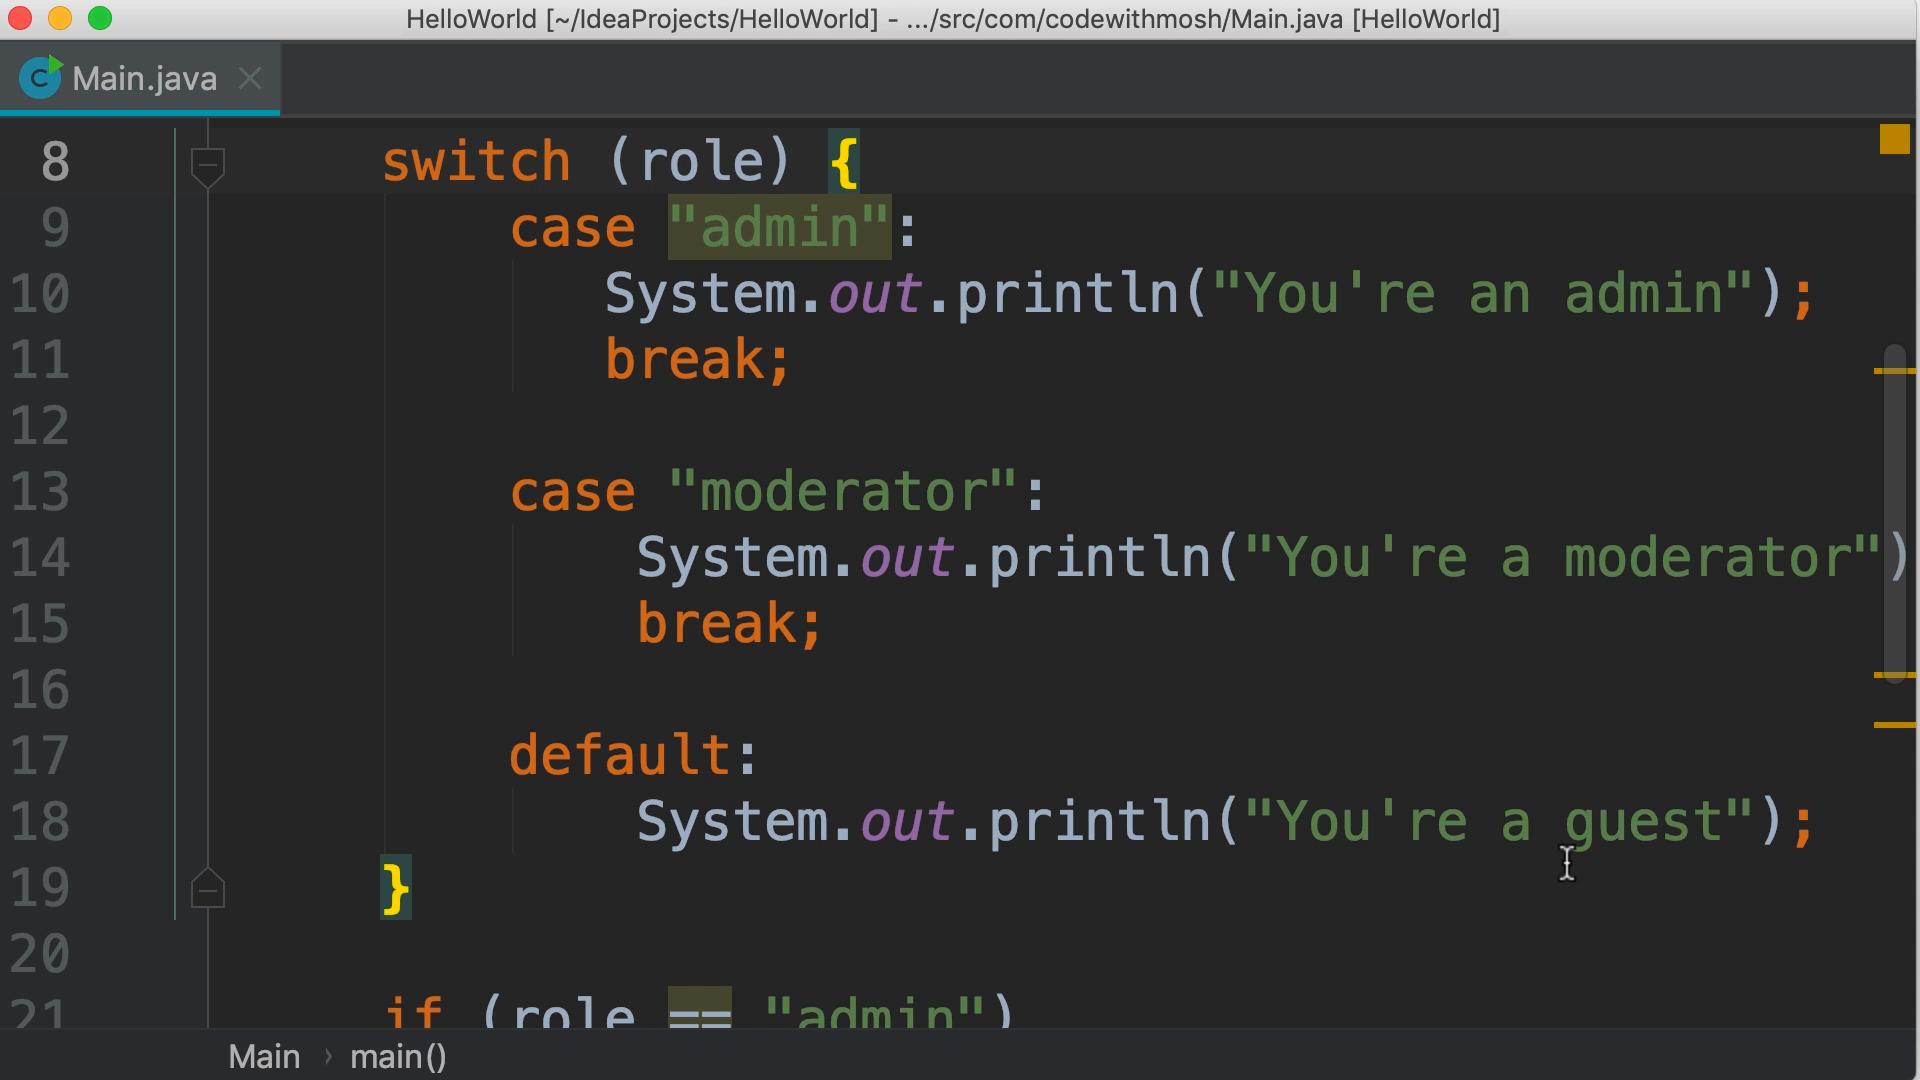 HelloWorld [~/IdeaProjects/HelloWorld] - .../src/com/codewithmosh/Main.java [HelloWorld]
C Main.java
8 switch (role) {
9 case "admin":
10 System.out.println("You're an admin");
11 break;
12
13 case "moderator":
14 System.out.println("You're a moderator")
15 break;
16
17 default:
18 System.out.println("You're a guest");
19 }
20
21 if (role == "admin")
Main › main()